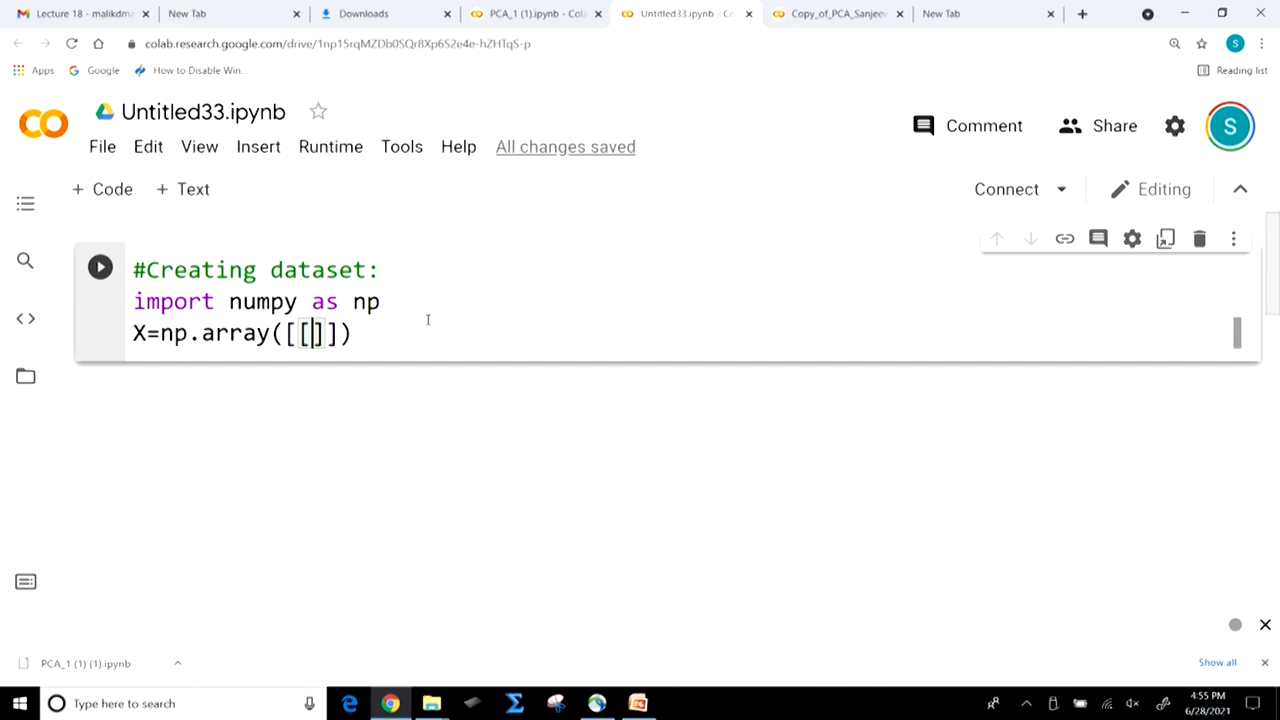 Lecture 18 - malikdma
New Tab
Downloads
PCA_1 (1).ipynb - Cola
Untitled33.ipynb - Co
Copy_of_PCA_Sanjeev
New Tab
colab.research.google.com/drive/1np15rqMZDb0SQr8Xp6S2e4e-hZHTqS-p
S
Apps
Google
How to Disable Win...
Reading list
CO
Untitled33.ipynb
Comment
Share
S
File Edit View Insert Runtime Tools Help All changes saved
+ Code + Text
Connect
Editing
#Creating dataset:
import numpy as np
X=np.array([[]])
PCA_1 (1) (1).ipynb
Show all
Type here to search
4:55 PM
6/28/2021